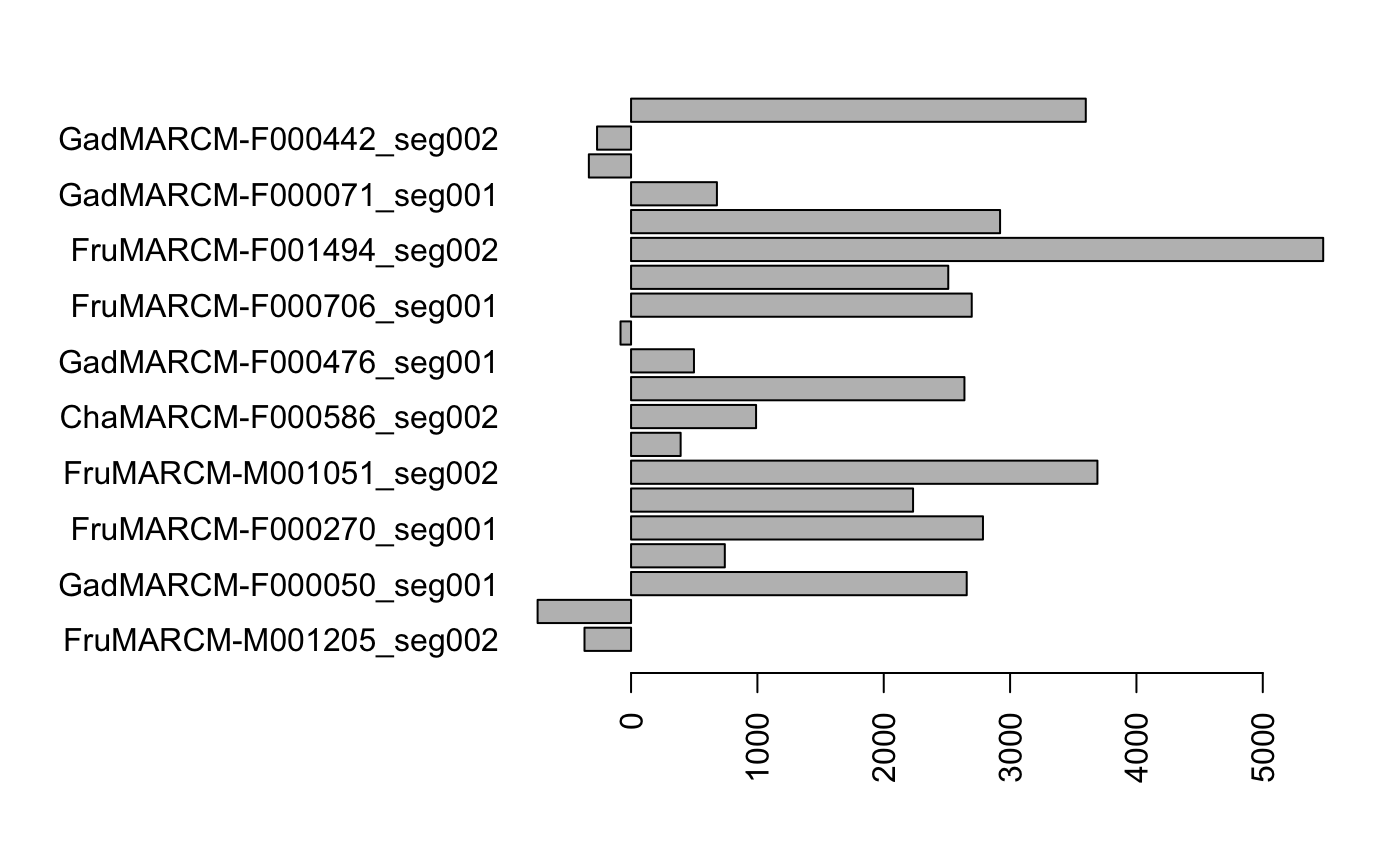 GadMARCM-F000442_seg002
GadMARCM-F000071_seg001
FruMARCM-F001494_seg002
FruMARCM-F000706_seg001
GadMARCM-F000476_seg001
ChaMARCM-F000586_seg002
FruMARCM-M001051_seg002
FruMARCM-F000270_seg001
GadMARCM-F000050_seg001
FruMARCM-M001205_seg002
0 1000 2000 3000 4000 5000